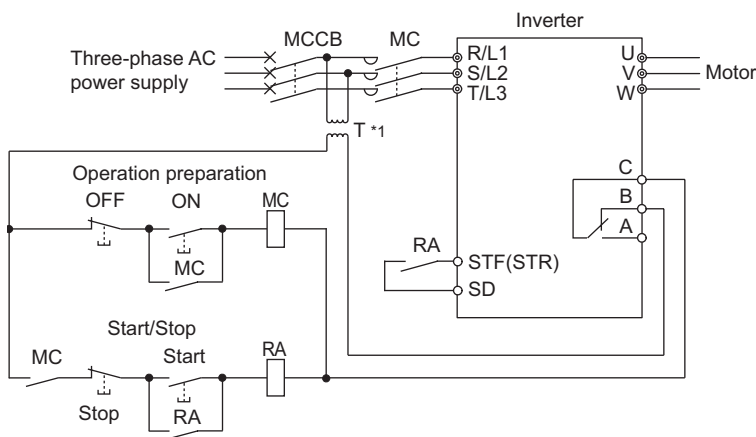 Inverter
Three-phase AC
power supply
MCCB
MC
R/L1
S/L2
T/L3
U
V
W
Motor
T *1
Operation preparation
OFF
ON
MC
MC
C
B
A
RA
STF(STR)
SD
Start/Stop
MC
Start
RA
Stop
RA